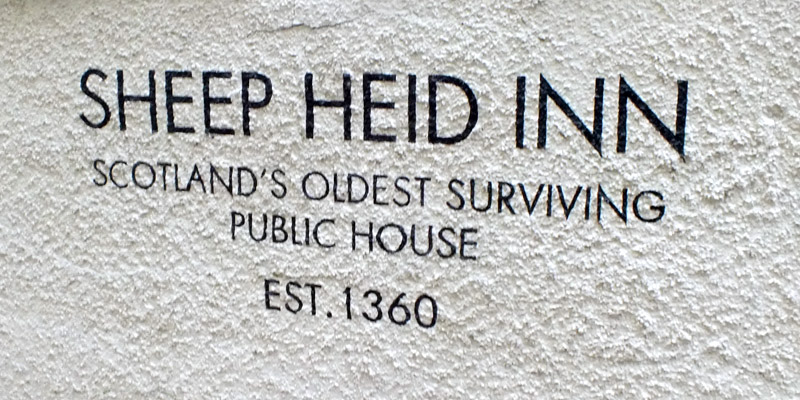 SHEEP HEID INN
SCOTLAND'S OLDEST SURVIVING
PUBLIC HOUSE
EST.1360